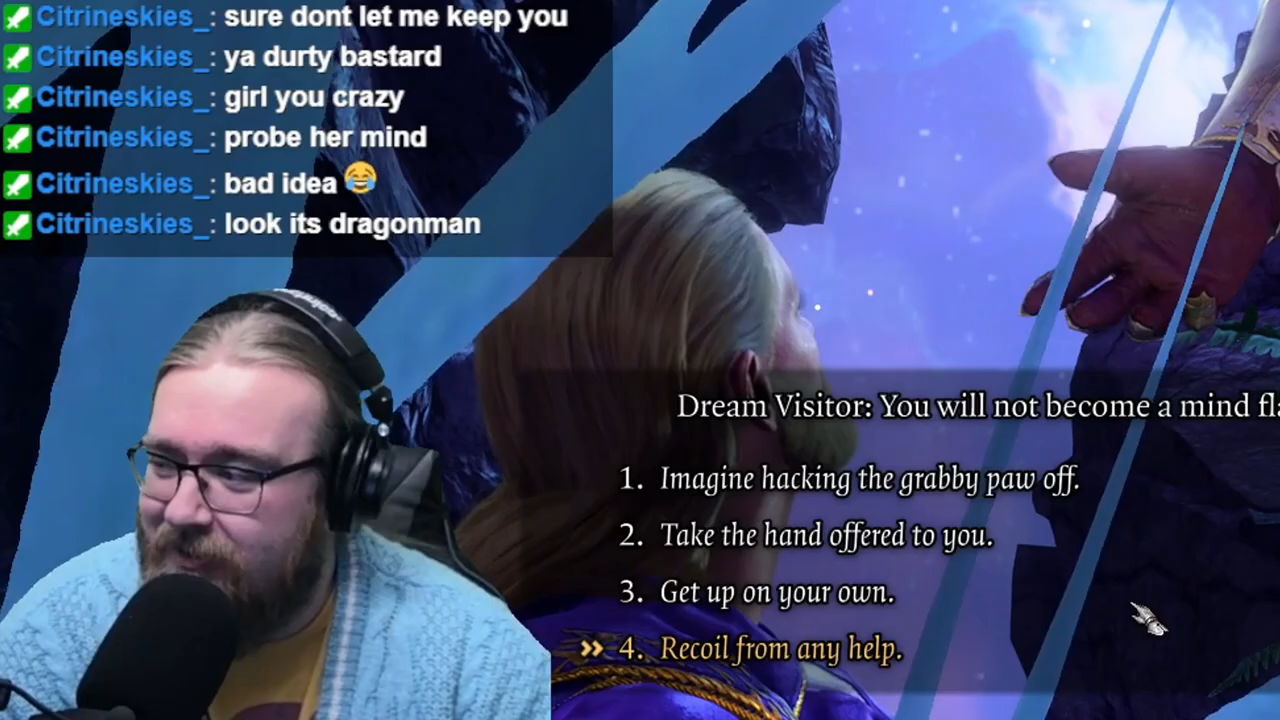 Citrineskies_: sure dont let me keep you
Citrineskies_: ya durty bastard
Citrineskies_: girl you crazy
Citrineskies_: probe her mind
Citrineskies_: bad idea 😂
Citrineskies_: look its dragonman
Dream Visitor: You will not become a mind
1. Imagine hacking the grabby paw off.
2. Take the hand offered to you.
3. Get up on your own.
» 4. Recoil from any help.